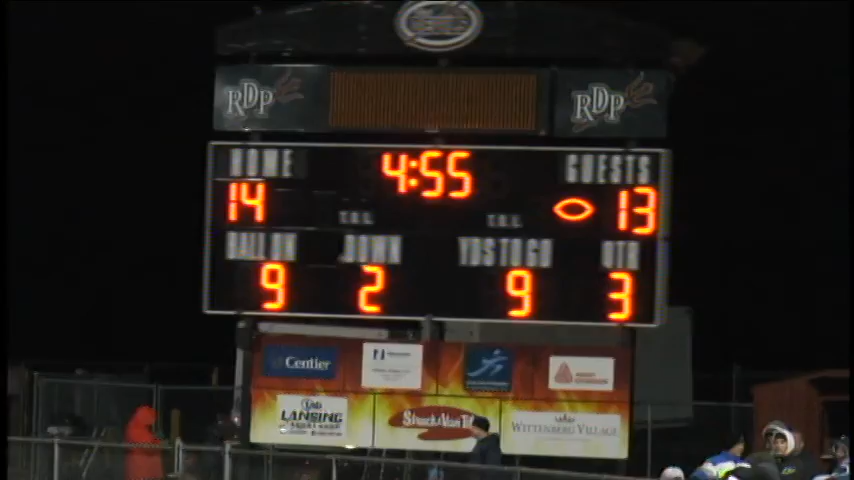 RDP RDP
HOME 4:55 GUESTS
14 13
T.O.L. T.O.L.
BALL ON DOWN YDS TO GO QTR
9 2 9 3
Centier
LANSING
WITTENBERG VILLAGE